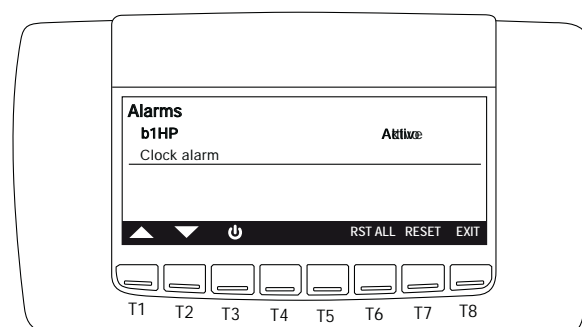 Alarms
b1HP
Clock alarm
RST ALL RESET EXIT
T1 T2 T3 T4 T5 T6 T7 T8